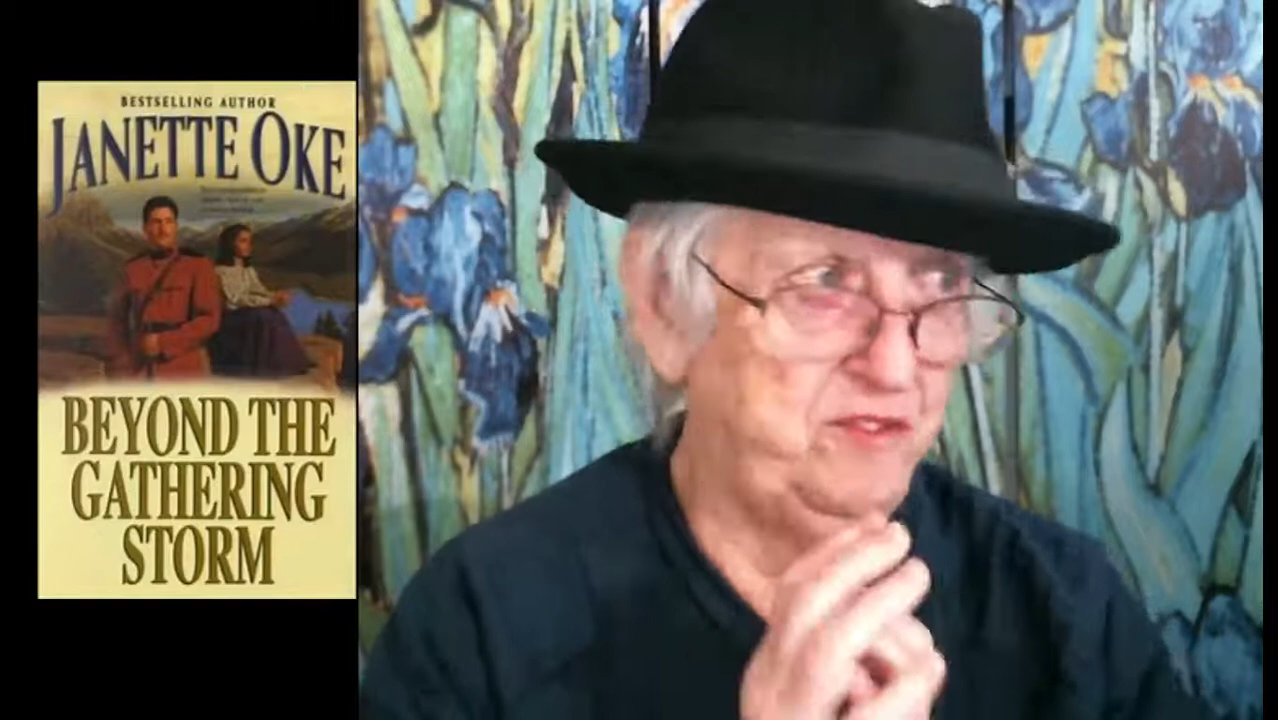 BESTSELLING AUTHOR
JANETTE OKE
BEYOND THE
GATHERING
STORM